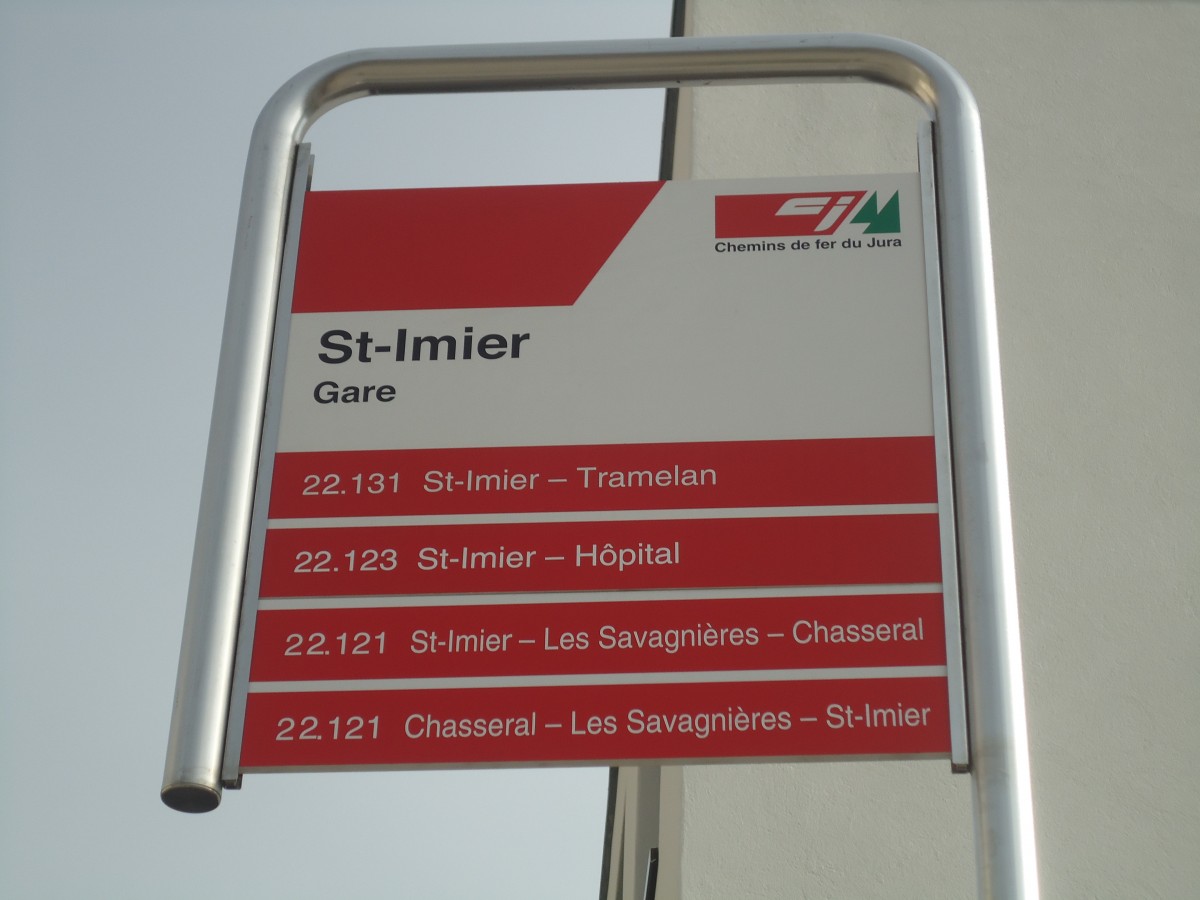 CJ
Chemins de fer du Jura
St-Imier
Gare
22.131 St-Imier – Tramelan
22.123 St-Imier – Hôpital
22.121 St-Imier – Les Savagnières – Chasseral
22.121 Chasseral – Les Savagnières – St-Imier